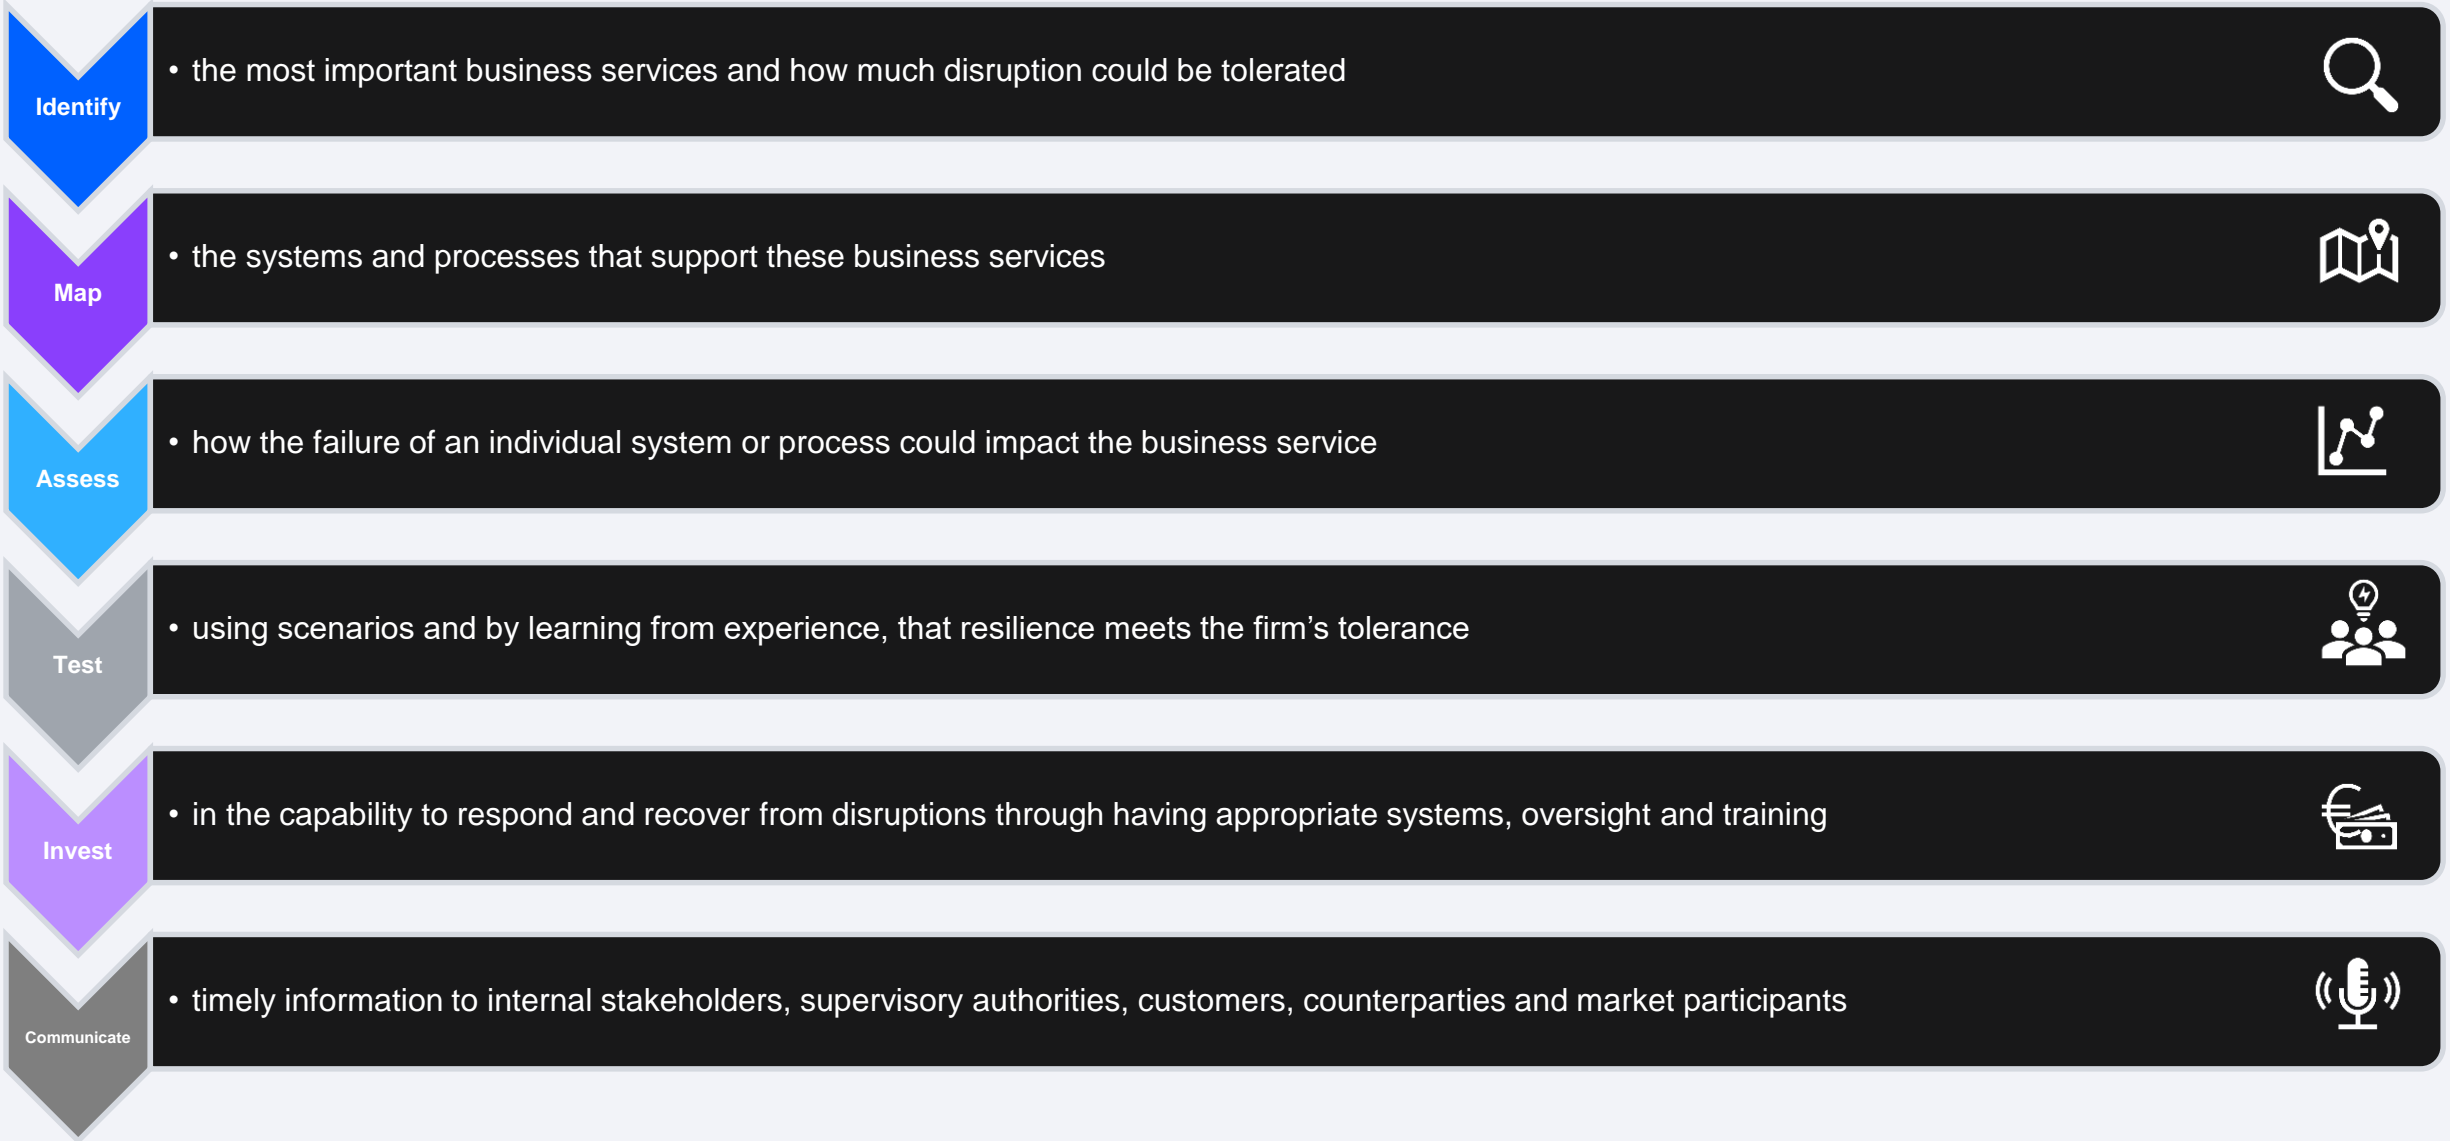 Identify
• the most important business services and how much disruption could be tolerated
Map
• the systems and processes that support these business services
Assess
• how the failure of an individual system or process could impact the business service
Test
• using scenarios and by learning from experience, that resilience meets the firm’s tolerance
Invest
• in the capability to respond and recover from disruptions through having appropriate systems, oversight and training
Communicate
• timely information to internal stakeholders, supervisory authorities, customers, counterparties and market participants